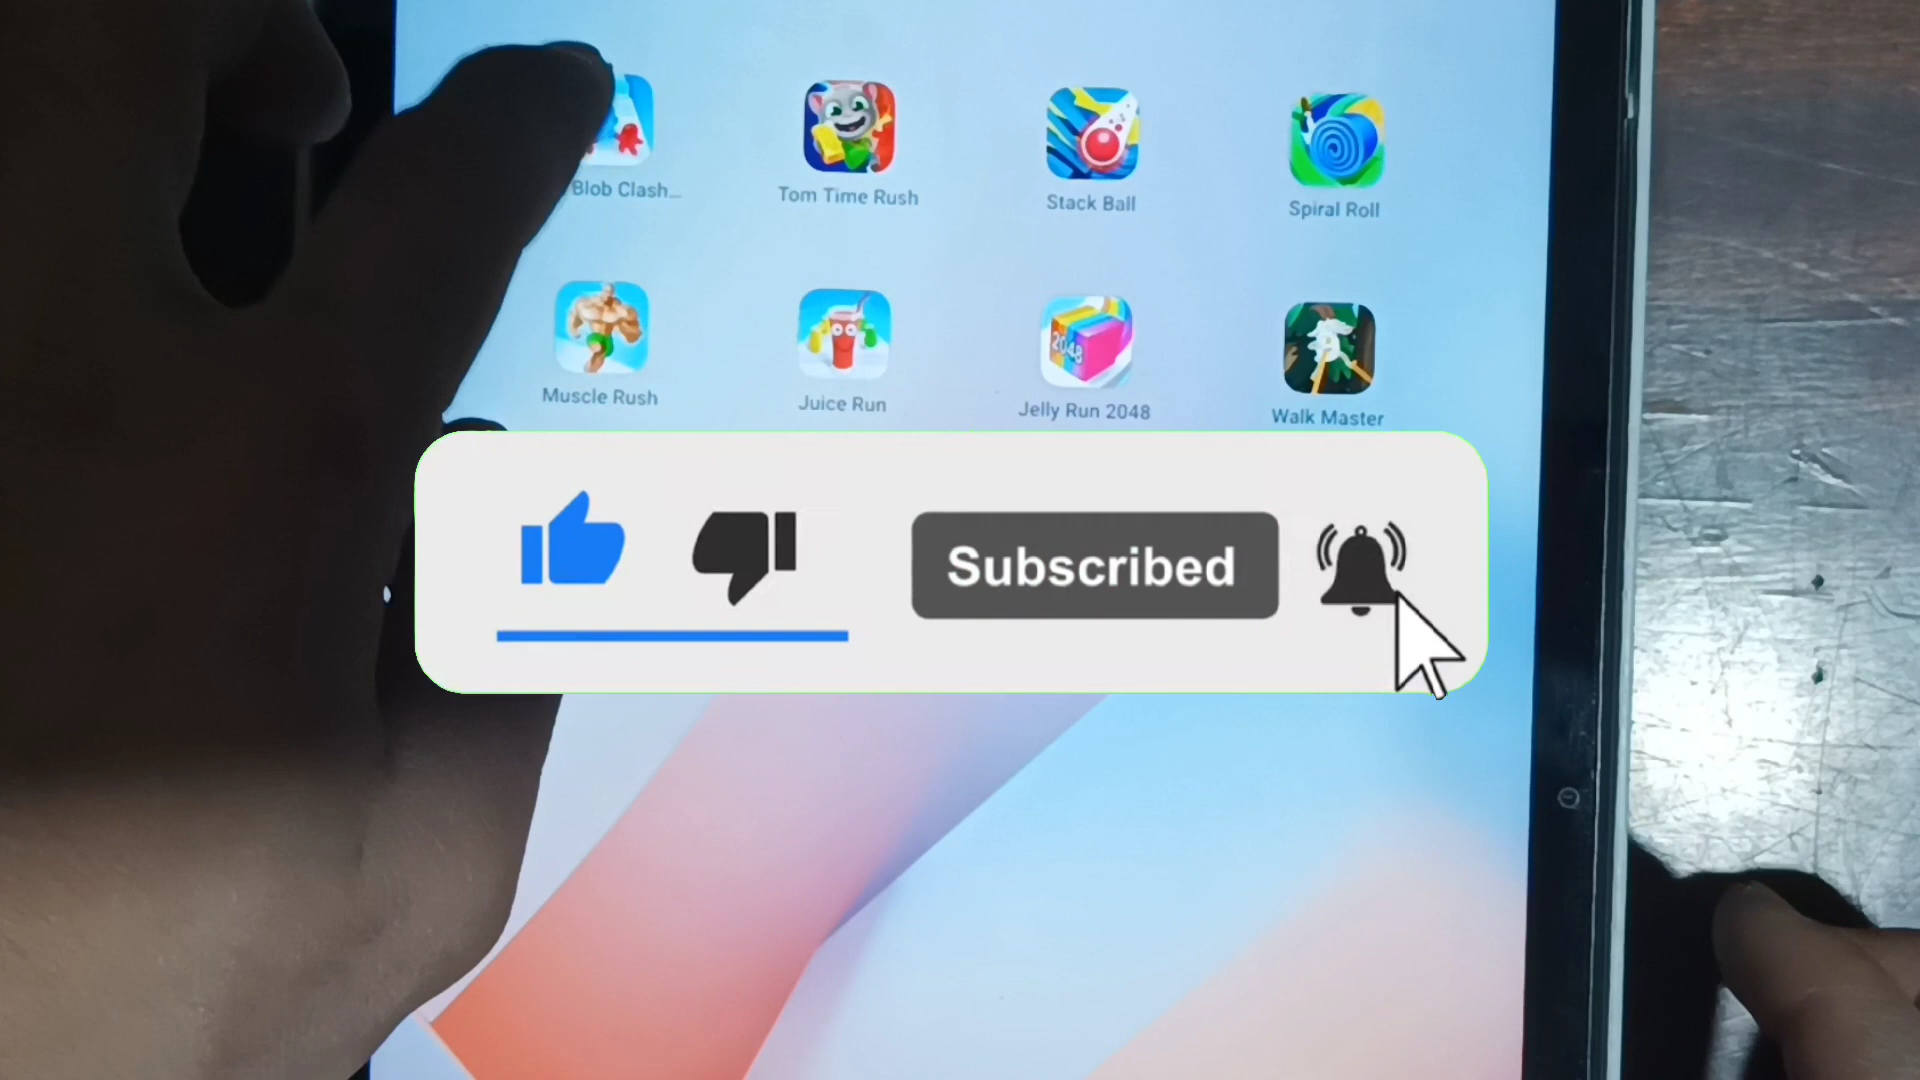 Blob Clash...
Tom Time Rush
Stack Ball
Spiral Roll
Muscle Rush
Juice Run
2048
Jelly Run 2048
Walk Master
Subscribed